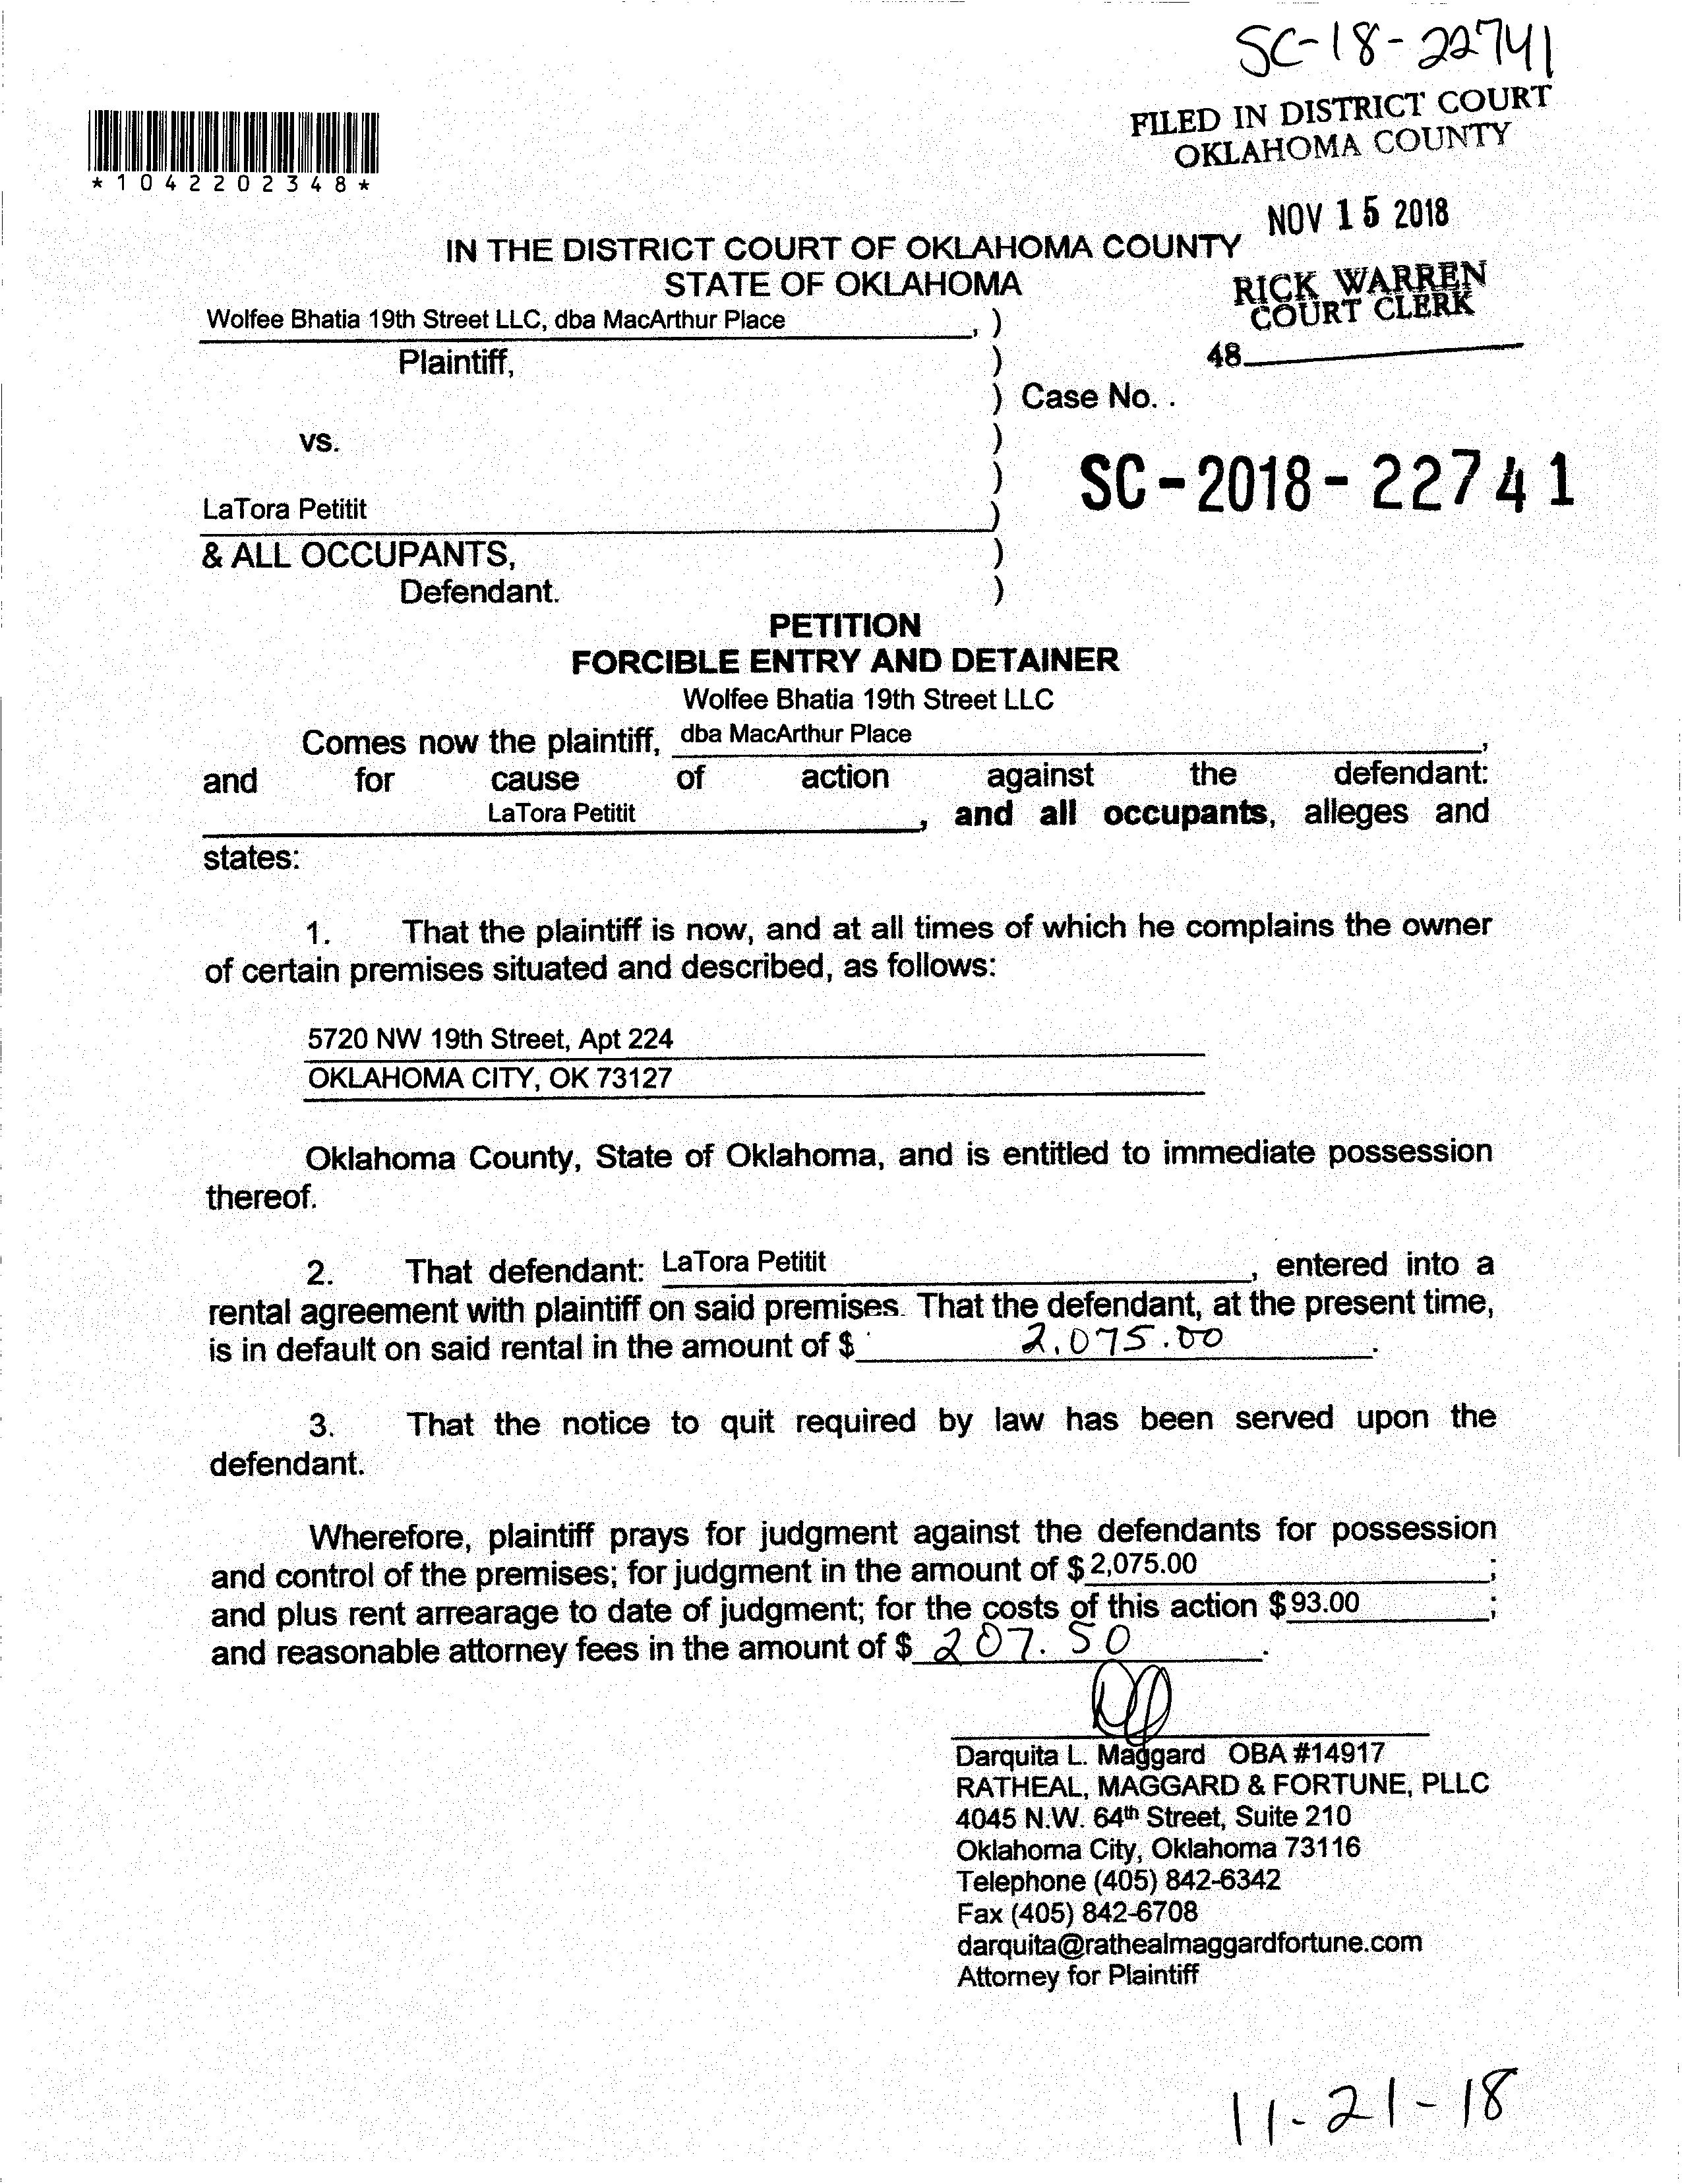 SC-18-22741
FILED IN DISTRICT COURT
OKLAHOMA COUNTY
*1042202348*
NOV 15 2018
IN THE DISTRICT COURT OF OKLAHOMA COUNTY
STATE OF OKLAHOMA
RICK WARREN
COURT CLERK
Wolfee Bhatia 19th Street LLC, dba MacArthur Place , )
48
Plaintiff, )
) Case No. .
vs. )
) SC-2018-22741
LaTora Petitit )
& ALL OCCUPANTS, )
Defendant. )
PETITION
FORCIBLE ENTRY AND DETAINER
Wolfee Bhatia 19th Street LLC
Comes now the plaintiff, dba MacArthur Place ,
and for cause of action against the defendant:
LaTora Petitit , and all occupants, alleges and
states:
1. That the plaintiff is now, and at all times of which he complains the owner
of certain premises situated and described, as follows:
5720 NW 19th Street, Apt 224
OKLAHOMA CITY, OK 73127
Oklahoma County, State of Oklahoma, and is entitled to immediate possession
thereof.
2. That defendant: LaTora Petitit , entered into a
rental agreement with plaintiff on said premises. That the defendant, at the present time,
is in default on said rental in the amount of $ 2,075.00 .
3. That the notice to quit required by law has been served upon the
defendant.
Wherefore, plaintiff prays for judgment against the defendants for possession
and control of the premises; for judgment in the amount of $ 2,075.00 ;
and plus rent arrearage to date of judgment; for the costs of this action $ 93.00 ;
and reasonable attorney fees in the amount of $ 207.50 .
Darquita L. Maggard OBA #14917
RATHEAL, MAGGARD & FORTUNE, PLLC
4045 N.W. 64th Street, Suite 210
Oklahoma City, Oklahoma 73116
Telephone (405) 842-6342
Fax (405) 842-6708
darquita@rathealmaggardfortune.com
Attorney for Plaintiff
11-21-18